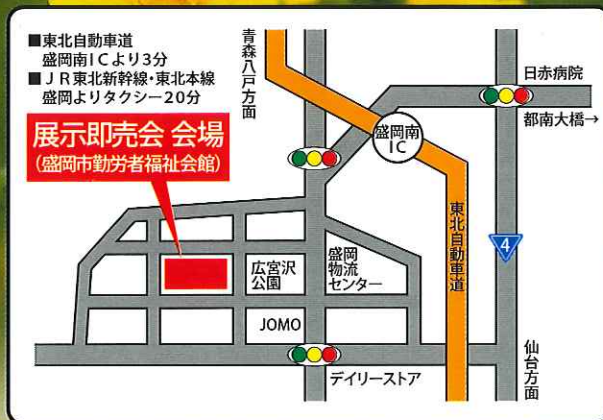 ■東北自動車道
盛岡南ICより3分
■JR東北新幹線・東北本線
盛岡よりタクシー20分
展示即売会 会場
(盛岡市勤労者福祉会館)
青森八戸方面
日赤病院
都南大橋→
盛岡南
IC
東北自動車道
4
広宮沢
公園
盛岡
物流
センター
JOMO
デイリーストア
仙台方面